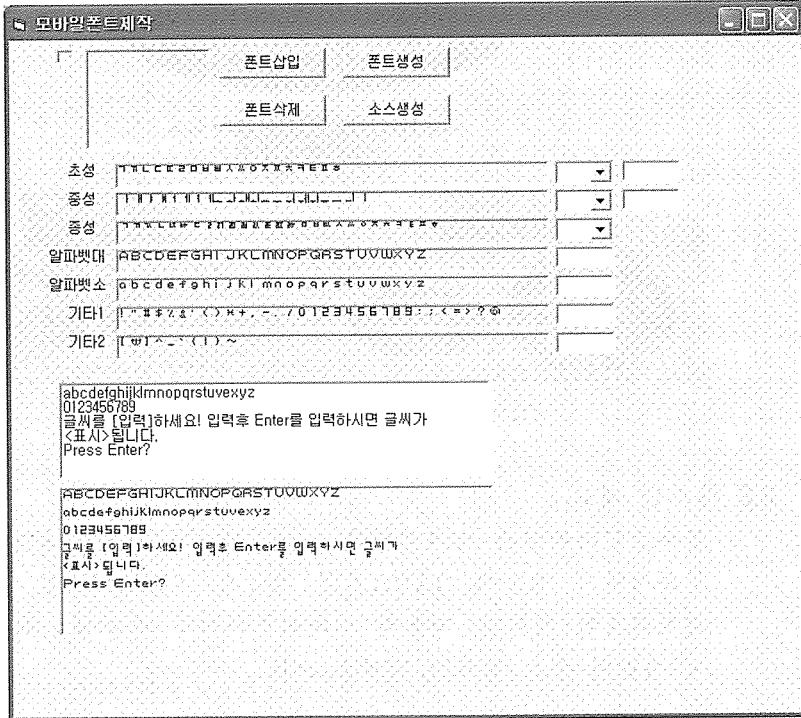 모바일폰트제작
폰트삽입 폰트생성
폰트삭제 소스생성
초성 ㄱㄲㄴㄷㄸㄹㅁㅂㅃㅅㅆㅇㅈㅉㅊㅋㅌㅍㅎ
중성
종성
알파벳대 ABCDEFGHIJKLMNOPQRSTUVWXYZ
알파벳소 abcdefghijklmnopqrstuvwxyz
기타1 !"#$%&'()*+,-./0123456789:;<=>?@
기타2 [₩]^_`{|}~
abcdefghijklmnopqrstuvexyz
0123456789
글씨를 [입력]하세요! 입력후 Enter를 입력하시면 글씨가
<표시>됩니다.
Press Enter?
ABCDEFGHIJKLMNOPQRSTUVWXYZ
abcdefghijklmnopqrstuvexyz
0123456789
글씨를 [입력]하세요! 입력후 Enter를 입력하시면 글씨가
<표시>됩니다.
Press Enter?